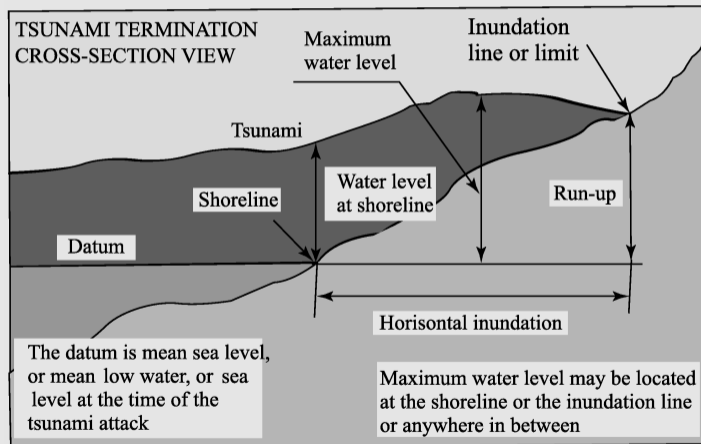 TSUNAMI TERMINATION
CROSS-SECTION VIEW
Maximum
water level
Inundation
line or limit
Tsunami
Shoreline
Water level
at shoreline
Run-up
Datum
Horisontal inundation
The datum is mean sea level,
or mean low water, or sea
level at the time of the
tsunami attack
Maximum water level may be located
at the shoreline or the inundation line
or anywhere in between